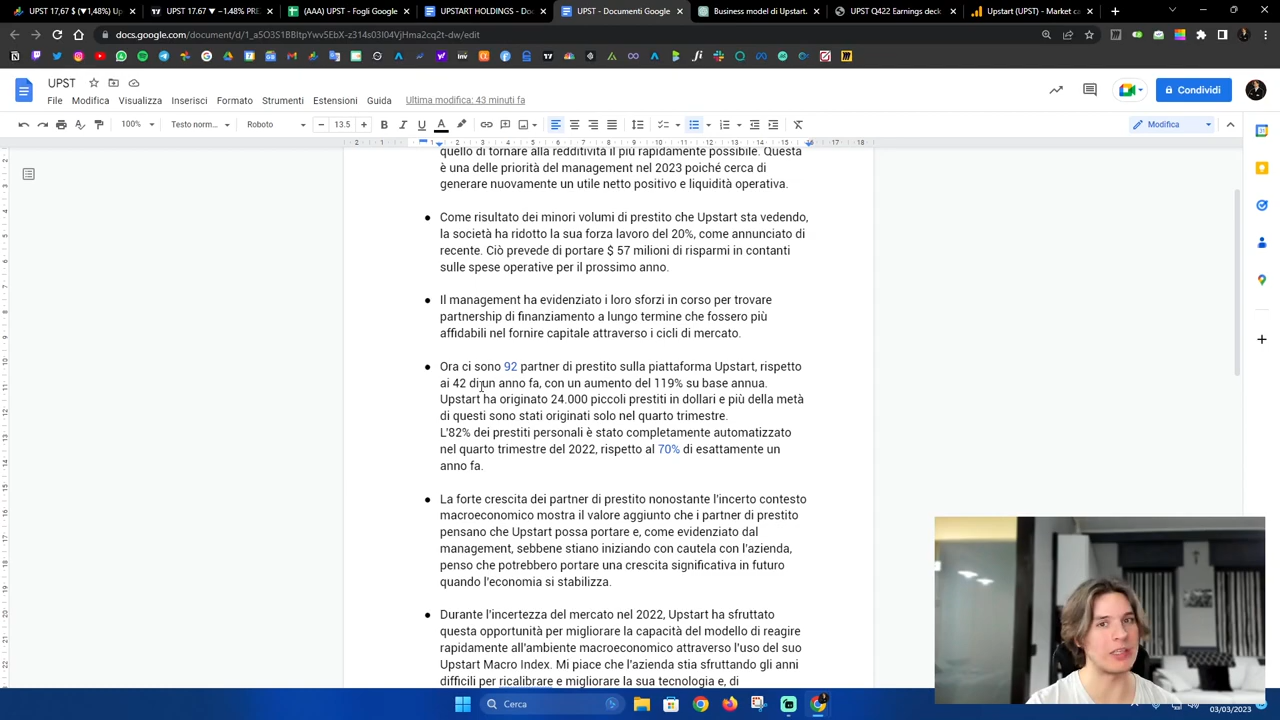 UPST 17,67 $ (▼1,48%)
UPST 17.67 ▼ −1.48% PRE
(AAA) UPST - Fogli Google
UPSTART HOLDINGS - Doc
UPST - Documenti Google
Business model di Upstart.
UPST Q422 Earnings deck
Upstart (UPST) - Market ca
docs.google.com/document/d/1_a5O3S1BBltpYwv5EbX-z314s03I04VjHma2cq2t-dw/edit
UPST
File Modifica Visualizza Inserisci Formato Strumenti Estensioni Guida Ultima modifica: 43 minuti fa
Condividi
100% Testo norm... Roboto 13.5
Modifica
quello di tornare alla redditività il più rapidamente possibile. Questa
è una delle priorità del management nel 2023 poiché cerca di
generare nuovamente un utile netto positivo e liquidità operativa.
● Come risultato dei minori volumi di prestito che Upstart sta vedendo,
la società ha ridotto la sua forza lavoro del 20%, come annunciato di
recente. Ciò prevede di portare $ 57 milioni di risparmi in contanti
sulle spese operative per il prossimo anno.
● Il management ha evidenziato i loro sforzi in corso per trovare
partnership di finanziamento a lungo termine che fossero più
affidabili nel fornire capitale attraverso i cicli di mercato.
● Ora ci sono 92 partner di prestito sulla piattaforma Upstart, rispetto
ai 42 di un anno fa, con un aumento del 119% su base annua.
Upstart ha originato 24.000 piccoli prestiti in dollari e più della metà
di questi sono stati originati solo nel quarto trimestre.
L'82% dei prestiti personali è stato completamente automatizzato
nel quarto trimestre del 2022, rispetto al 70% di esattamente un
anno fa.
● La forte crescita dei partner di prestito nonostante l'incerto contesto
macroeconomico mostra il valore aggiunto che i partner di prestito
pensano che Upstart possa portare e, come evidenziato dal
management, sebbene stiano iniziando con cautela con l'azienda,
penso che potrebbero portare una crescita significativa in futuro
quando l'economia si stabilizza.
● Durante l'incertezza del mercato nel 2022, Upstart ha sfruttato
questa opportunità per migliorare la capacità del modello di reagire
rapidamente all'ambiente macroeconomico attraverso l'uso del suo
Upstart Macro Index. Mi piace che l'azienda stia sfruttando gli anni
difficili per ricalibrare e migliorare la sua tecnologia e, di
Cerca
03/03/2023